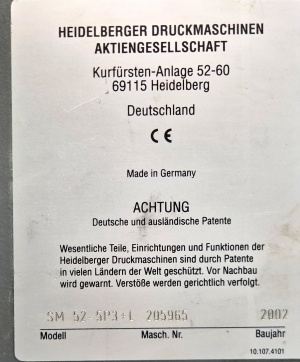 HEIDELBERGER DRUCKMASCHINEN
AKTIENGESELLSCHAFT
Kurfürsten-Anlage 52-60
69115 Heidelberg
Deutschland
CE
Made in Germany
ACHTUNG
Deutsche und ausländische Patente
Wesentliche Teile, Einrichtungen und Funktionen der
Heidelberger Druckmaschinen sind durch Patente
in vielen Ländern der Welt geschützt. Vor Nachbau
wird gewarnt. Verstöße werden gerichtlich verfolgt.
SM 52-5P3+L 205965 2002
Modell Masch. Nr. Baujahr
10.107.4101